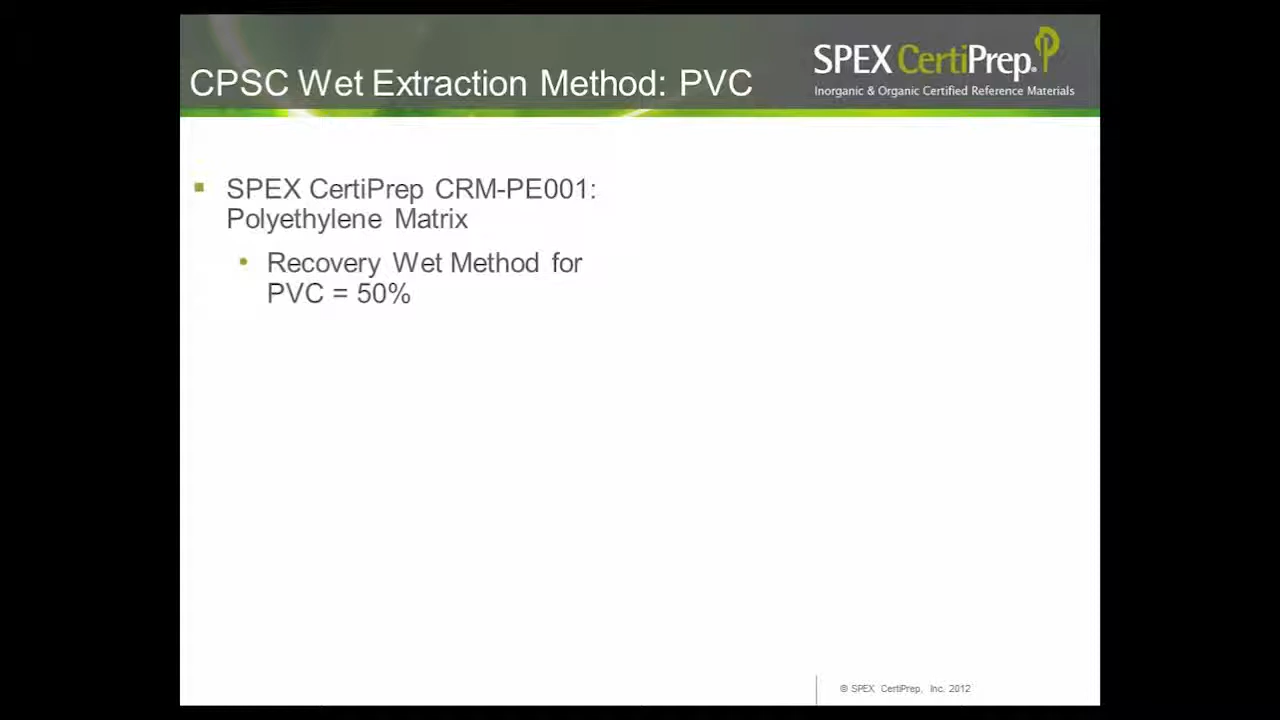 CPSC Wet Extraction Method: PVC
SPEX CertiPrep.
Inorganic & Organic Certified Reference Materials
SPEX CertiPrep CRM-PE001:
Polyethylene Matrix
Recovery Wet Method for
PVC = 50%
© SPEX CertiPrep, Inc. 2012